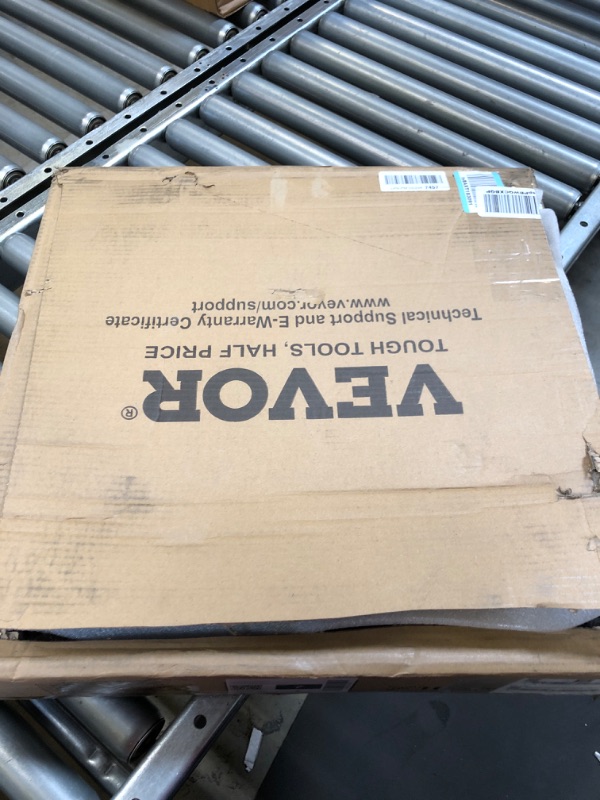 VEVOR®
TOUGH TOOLS, HALF PRICE
Technical Support and E-Warranty Certificate
www.vevor.com/support